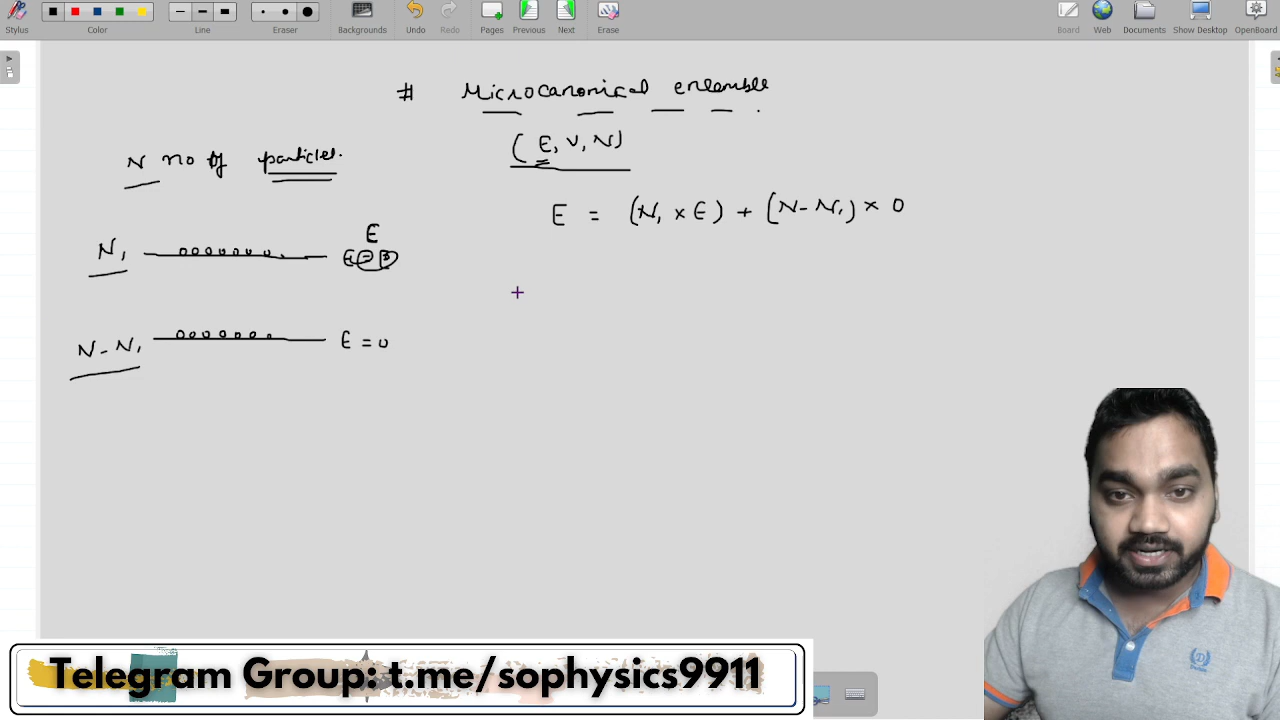 Stylus
Color
Line
Eraser
Backgrounds
Undo
Redo
Pages
Previous
Next
Erase
Board
Web
Documents
Show Desktop
OpenBoard
# Microcanonical ensemble
(E, V, N)
N no of particles.
E = (N₁ × E) + (N - N₁) × 0
E
N₁
N - N₁
E = 0
Telegram Group: t.me/sophysics9911